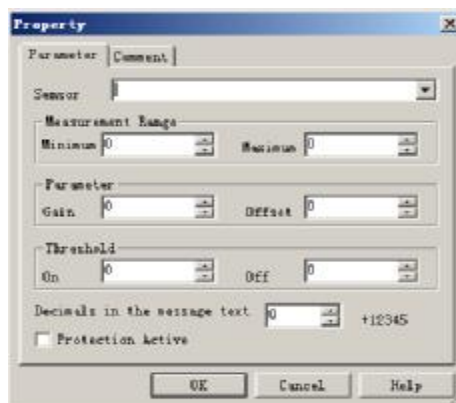 Property
Parameter Comment
Sensor
Measurement Range
Minimum 0 Maximum 0
Parameter
Gain 0 Offset 0
Threshold
On 0 Off 0
Decimals in the message text 0 +12345
Protection Active
OK Cancel Help